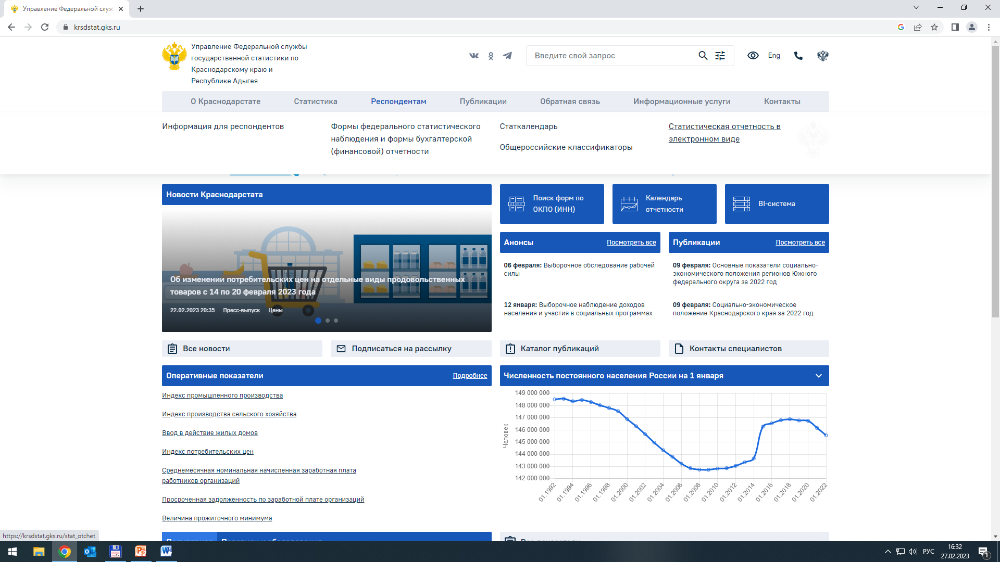 Управление Федеральной служ
krsdstat.gks.ru
Управление Федеральной службы
государственной статистики по
Краснодарскому краю и
Республике Адыгея
Введите свой запрос
Eng
О Краснодарстате
Статистика
Респондентам
Публикации
Обратная связь
Информационные услуги
Контакты
Информация для респондентов
Формы федерального статистического
наблюдения и формы бухгалтерской
(финансовой) отчетности
Статкалендарь
Общероссийские классификаторы
Статистическая отчетность в
электронном виде
Новости Краснодарстата
Об изменении потребительских цен на отдельные виды продовольственных
товаров с 14 по 20 февраля 2023 года
22.02.2023 20:35 Пресс-выпуск Цены
Поиск форм по
ОКПО (ИНН)
Календарь
отчетности
BI-система
Анонсы Посмотреть все
06 февраля: Выборочное обследование рабочей
силы
12 января: Выборочное наблюдение доходов
населения и участия в социальных программах
Публикации Посмотреть все
09 февраля: Основные показатели социально-
экономического положения регионов Южного
федерального округа за 2022 год
09 февраля: Социально-экономическое
положение Краснодарского края за 2022 год
Все новости
Подписаться на рассылку
Каталог публикаций
Контакты специалистов
Оперативные показатели Подробнее
Индекс промышленного производства
Индекс производства сельского хозяйства
Ввод в действие жилых домов
Индекс потребительских цен
Среднемесячная номинальная начисленная заработная плата
работников организаций
Просроченная задолженность по заработной плате организаций
Величина прожиточного минимума
Численность постоянного населения России на 1 января
Человек
149 000 000
148 000 000
147 000 000
146 000 000
145 000 000
144 000 000
143 000 000
142 000 000
01.1992
01.1994
01.1996
01.1998
01.2000
01.2002
01.2004
01.2006
01.2008
01.2010
01.2012
01.2014
01.2016
01.2018
01.2020
01.2022
https://krsdstat.gks.ru/stat_otchet
РУС
16:32
27.02.2023
1